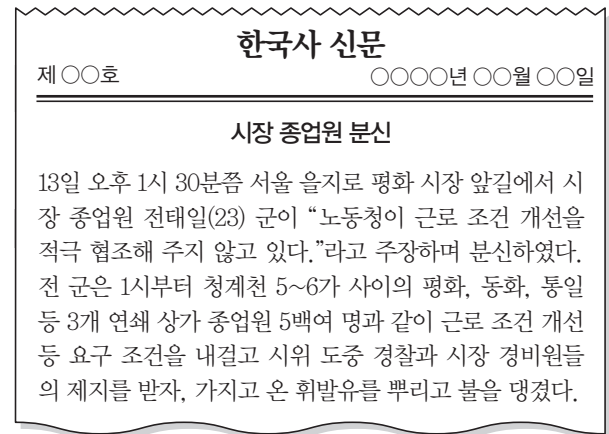 한국사 신문
제 ○○호 ○○○○년 ○○월 ○○일
시장 종업원 분신
13일 오후 1시 30분쯤 서울 을지로 평화 시장 앞길에서 시
장 종업원 전태일(23) 군이 “노동청이 근로 조건 개선을
적극 협조해 주지 않고 있다.”라고 주장하며 분신하였다.
전 군은 1시부터 청계천 5~6가 사이의 평화, 동화, 통일
등 3개 연쇄 상가 종업원 5백여 명과 같이 근로 조건 개선
등 요구 조건을 내걸고 시위 도중 경찰과 시장 경비원들
의 제지를 받자, 가지고 온 휘발유를 뿌리고 불을 댕겼다.